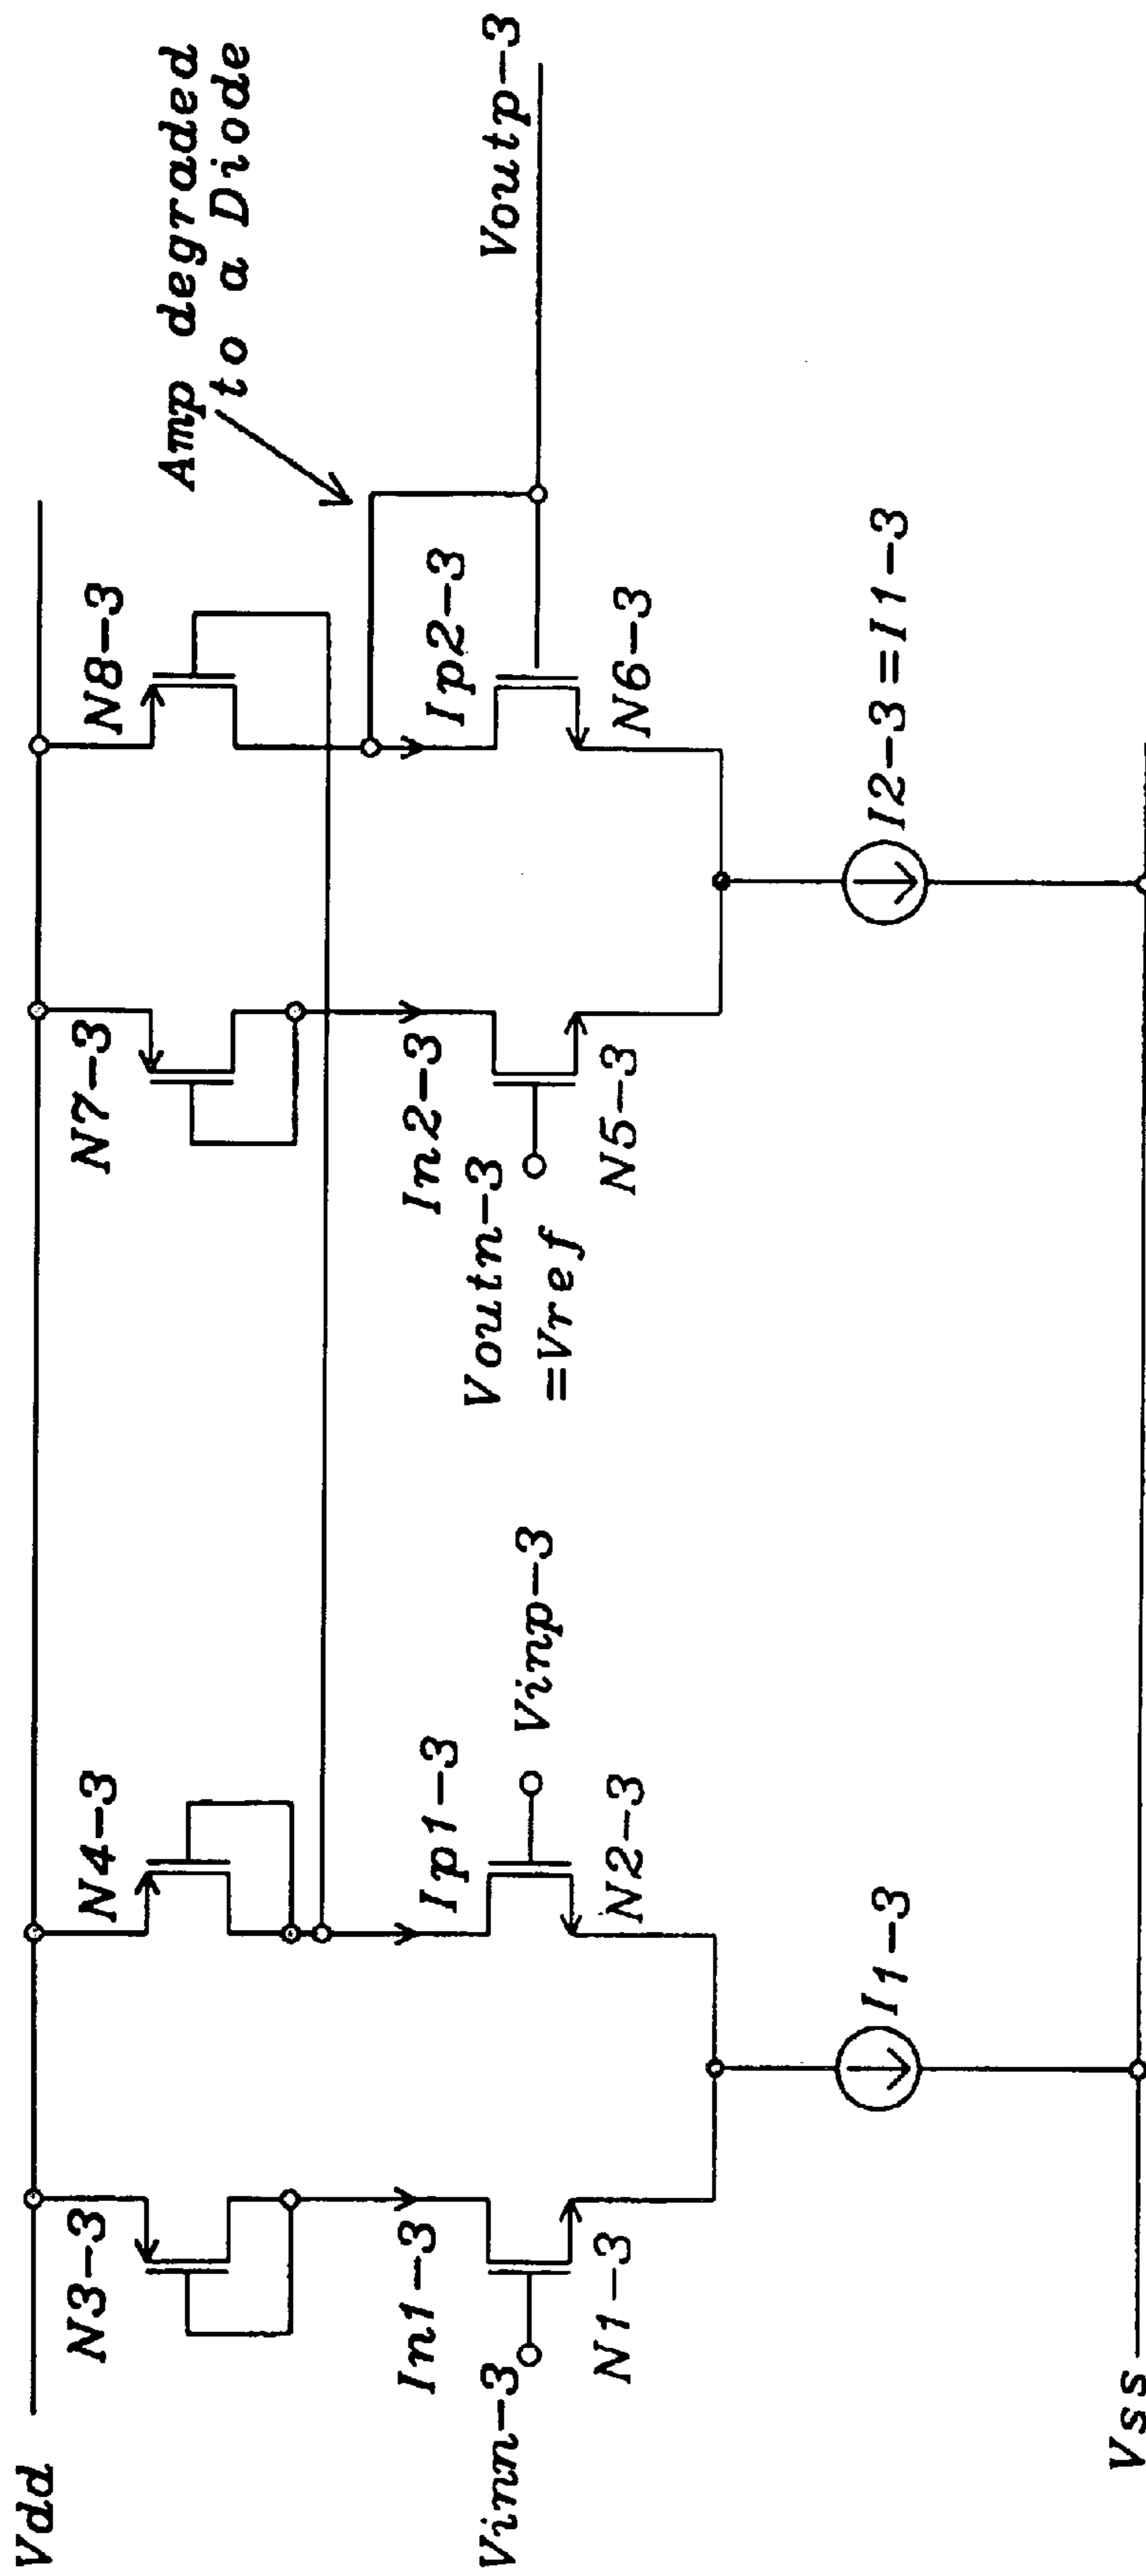 Vdd
N3-3
N4-3
N7-3
N8-3
Amp degraded
to a Diode
In1-3
Ip1-3
In2-3
Ip2-3
Vinn-3
Vinp-3
Voutn-3
=Vref
Voutp-3
N1-3
N2-3
N5-3
N6-3
I1-3
I2-3=I1-3
Vss